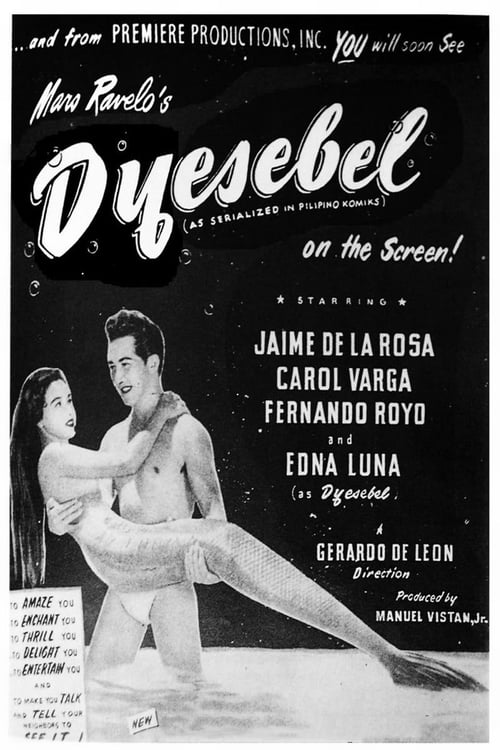 ...and from PREMIERE PRODUCTIONS, INC. YOU will soon See
Mars Ravelo's
Dyesebel
(AS SERIALIZED IN PILIPINO KOMIKS)
on the Screen!
★ STARRING ★
JAIME DE LA ROSA
CAROL VARGA
FERNANDO ROYO
and
EDNA LUNA
(as Dyesebel)
A
GERARDO DE LEON
Direction
Produced by
MANUEL VISTAN, Jr.
TO AMAZE YOU
TO ENCHANT YOU
TO THRILL YOU
TO DELIGHT YOU
TO ENTERTAIN YOU
AND
TO MAKE YOU TALK
AND TELL YOUR
NEIGHBORS TO
SEE IT!
NEW